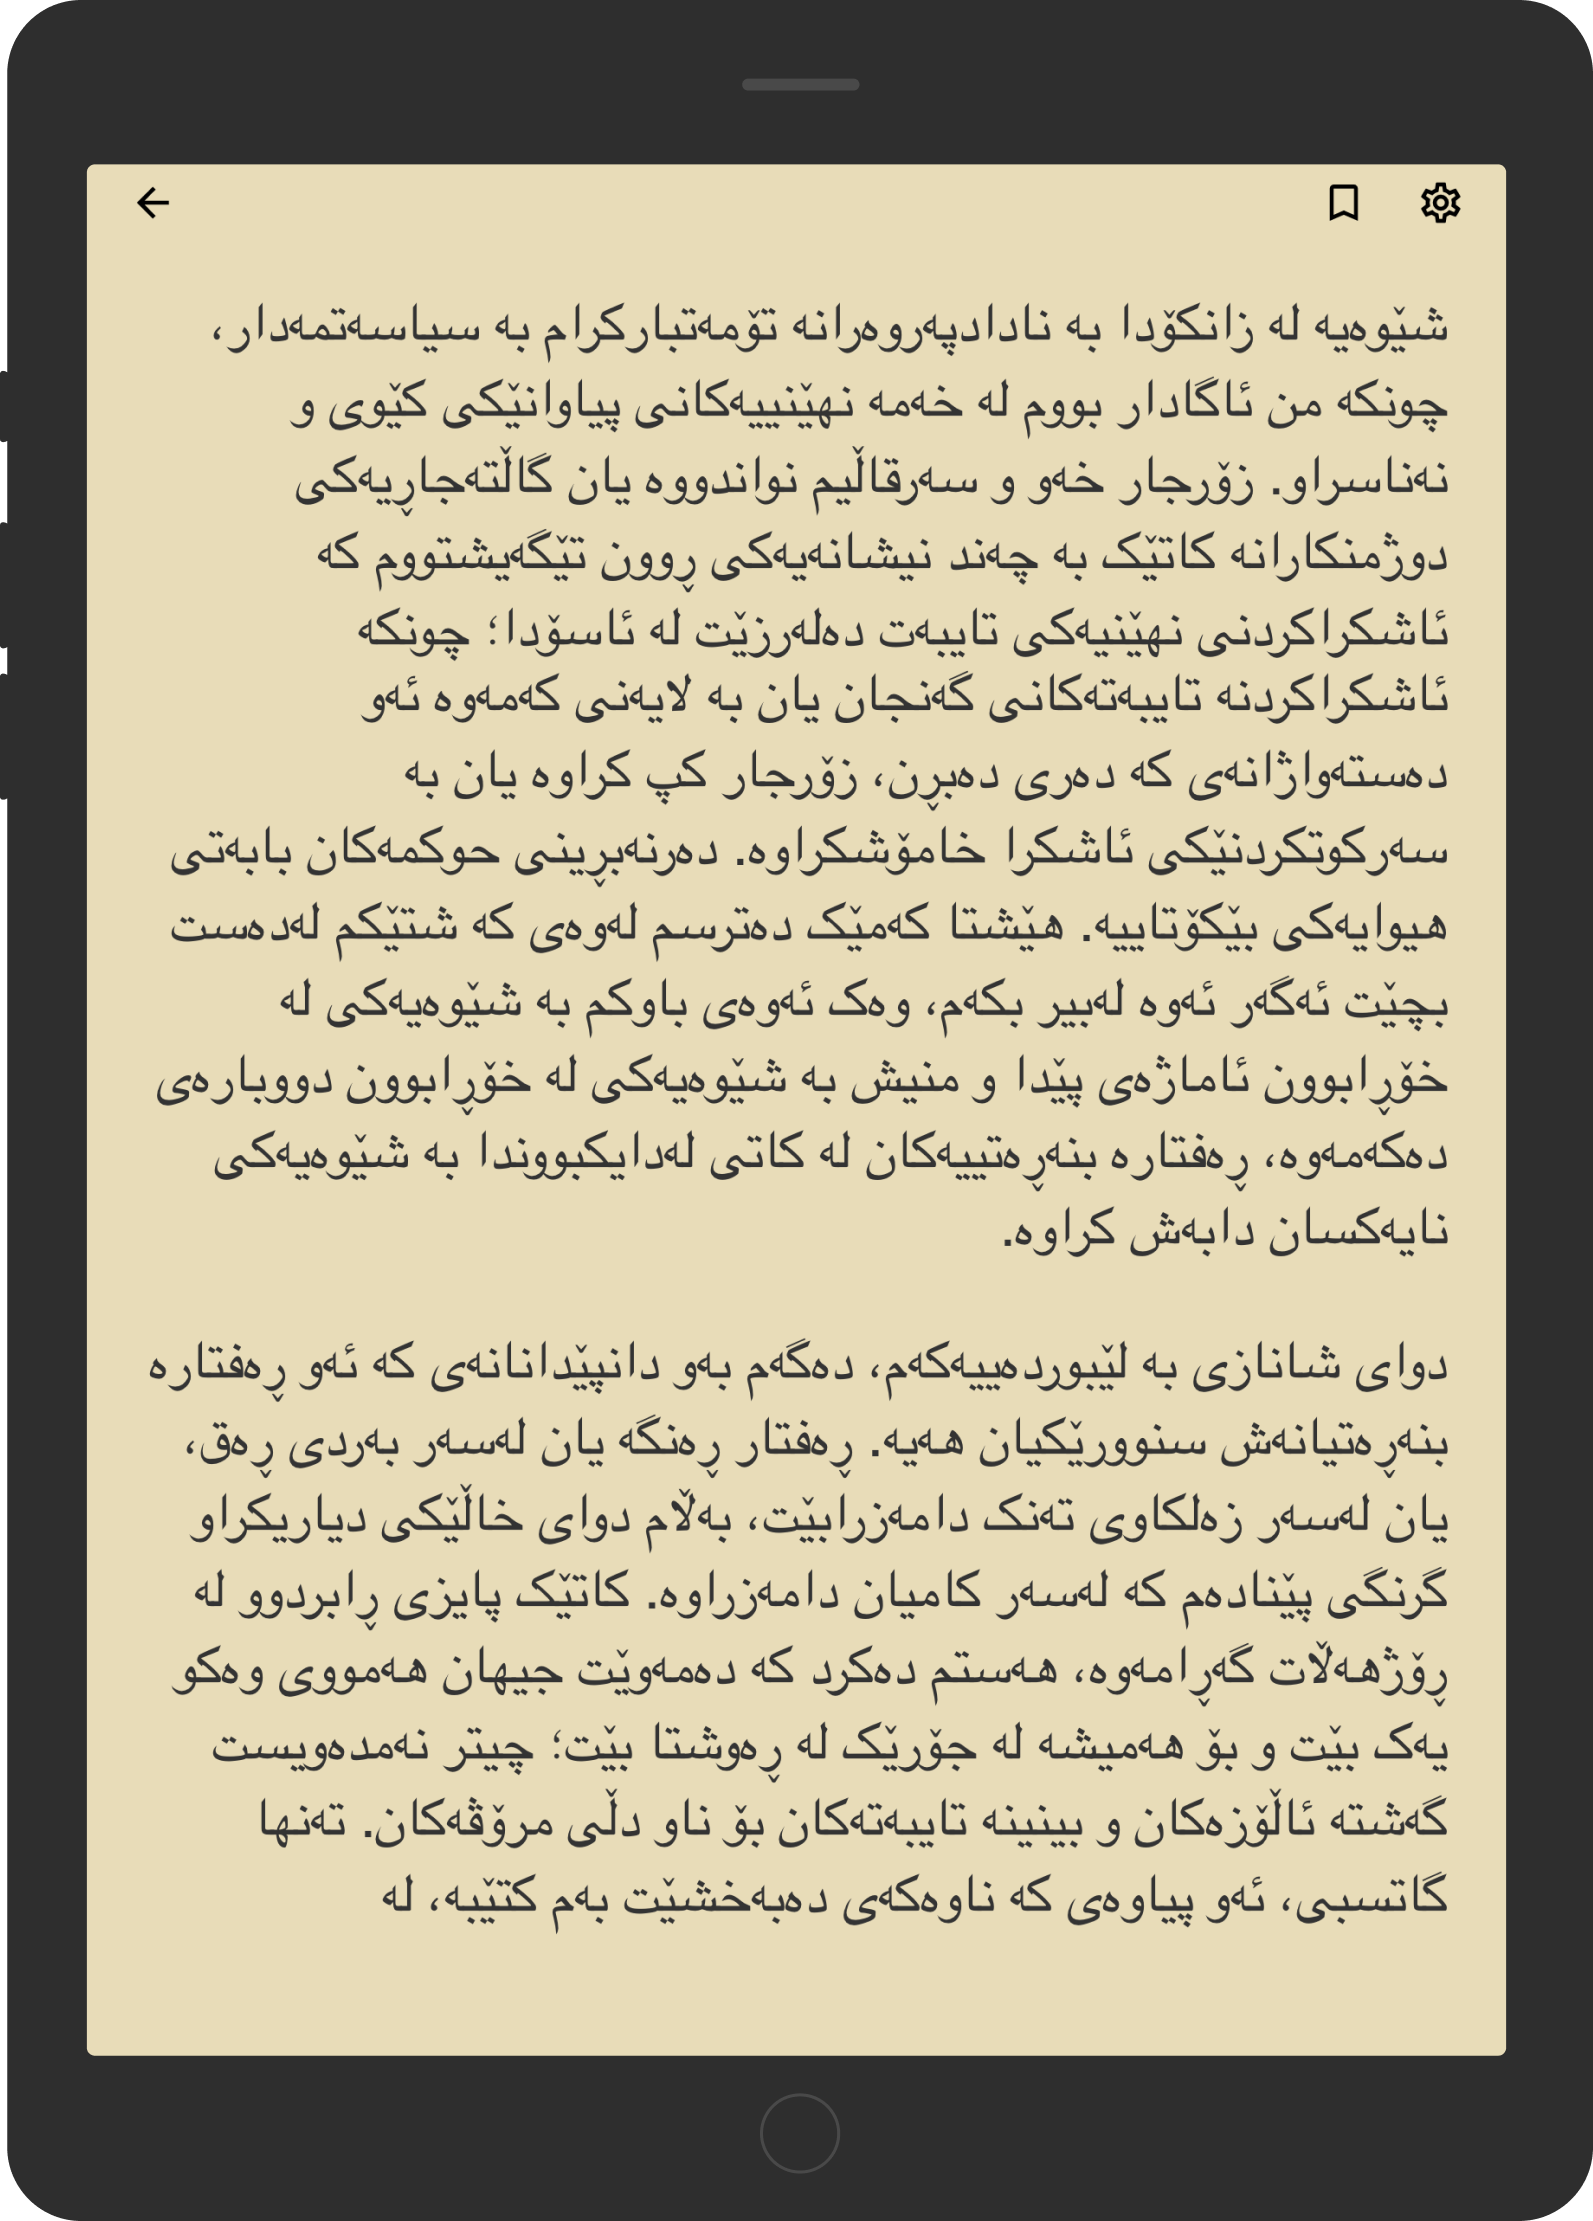 شێوەیە لە زانکۆدا بە نادادپەروەرانە تۆمەتبارکرام بە سیاسەتمەدار،
چونکە من ئاگادار بووم لە خەمە نهێنییەکانی پیاوانێکی کێوی و
نەناسراو. زۆرجار خەو و سەرقاڵیم نواندووە یان گاڵتەجاڕیەکی
دوژمنکارانە کاتێک بە چەند نیشانەیەکی ڕوون تێگەیشتووم کە
ئاشکراکردنی نهێنیەکی تایبەت دەلەرزێت لە ئاسۆدا؛ چونکە
ئاشکراکردنە تایبەتەکانی گەنجان یان بە لایەنی کەمەوە ئەو
دەستەواژانەی کە دەری دەبڕن، زۆرجار کپ کراوە یان بە
سەرکوتکردنێکی ئاشکرا خامۆشکراوە. دەرنەبڕینی حوکمەکان بابەتی
هیوایەکی بێکۆتاییە. هێشتا کەمێک دەترسم لەوەی کە شتێکم لەدەست
بچێت ئەگەر ئەوە لەبیر بکەم، وەک ئەوەی باوکم بە شێوەیەکی لە
خۆڕابوون ئاماژەی پێدا و منیش بە شێوەیەکی لە خۆڕابوون دووبارەی
دەکەمەوە، ڕەفتارە بنەڕەتییەکان لە کاتی لەدایکبووندا بە شێوەیەکی
نایەکسان دابەش کراوە.
دوای شانازی بە لێبوردەییەکەم، دەگەم بەو دانپێدانانەی کە ئەو ڕەفتارە
بنەڕەتیانەش سنوورێکیان هەیە. ڕەفتار ڕەنگە یان لەسەر بەردی ڕەق،
یان لەسەر زەلکاوی تەنک دامەزرابێت، بەڵام دوای خاڵێکی دیاریکراو
گرنگی پێنادەم کە لەسەر کامیان دامەزراوە. کاتێک پایزی ڕابردوو لە
ڕۆژهەڵات گەڕامەوە، هەستم دەکرد کە دەمەوێت جیهان هەمووی وەکو
یەک بێت و بۆ هەمیشە لە جۆرێک لە ڕەوشتا بێت؛ چیتر نەمدەویست
گەشتە ئاڵۆزەکان و بینینە تایبەتەکان بۆ ناو دڵی مرۆڤەکان. تەنها
گاتسبی، ئەو پیاوەی کە ناوەکەی دەبەخشێت بەم کتێبە، لە